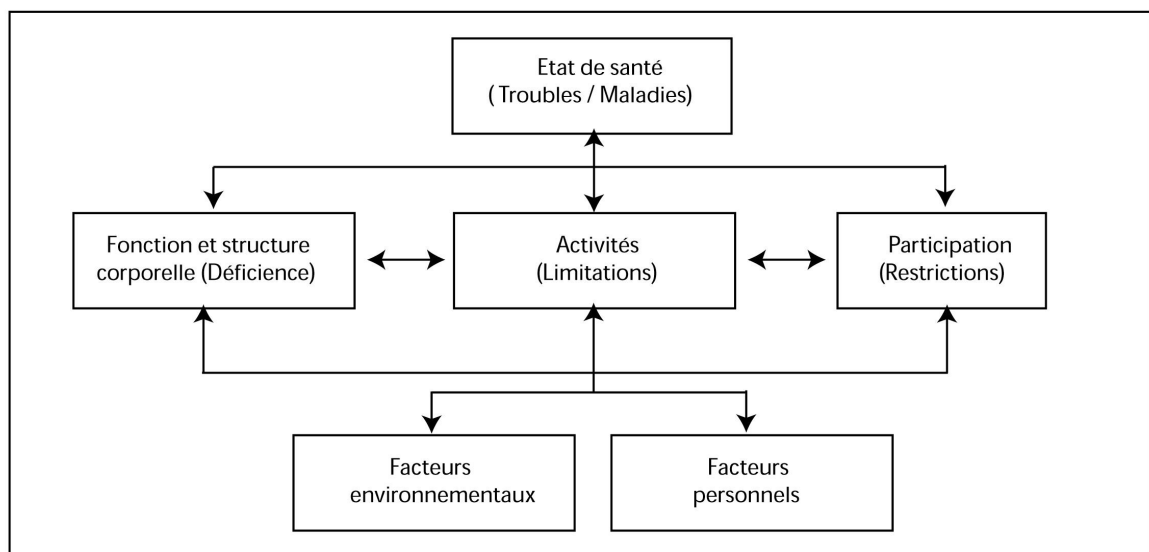 Etat de santé
( Troubles / Maladies)
Fonction et structure
corporelle (Déficience)
Activités
(Limitations)
Participation
(Restrictions)
Facteurs
environnementaux
Facteurs
personnels